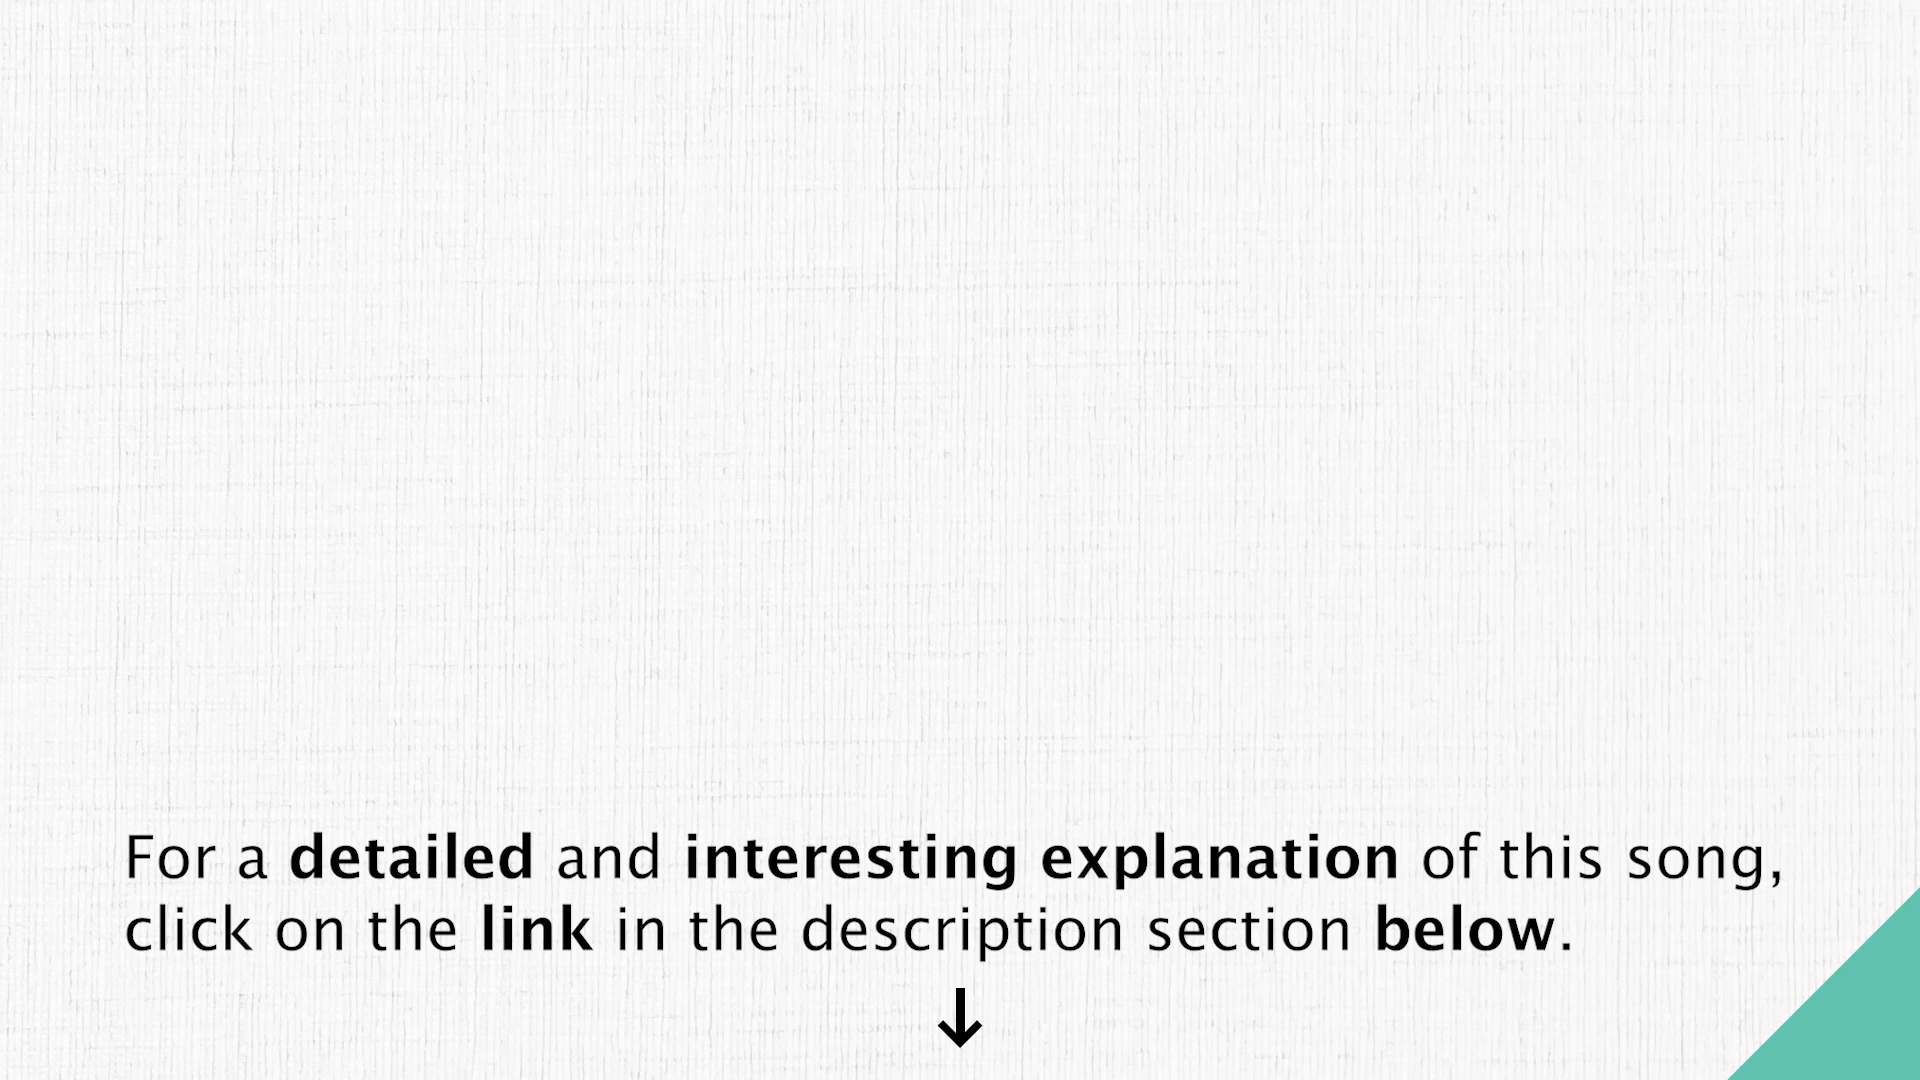 For a detailed and interesting explanation of this song,
click on the link in the description section below.